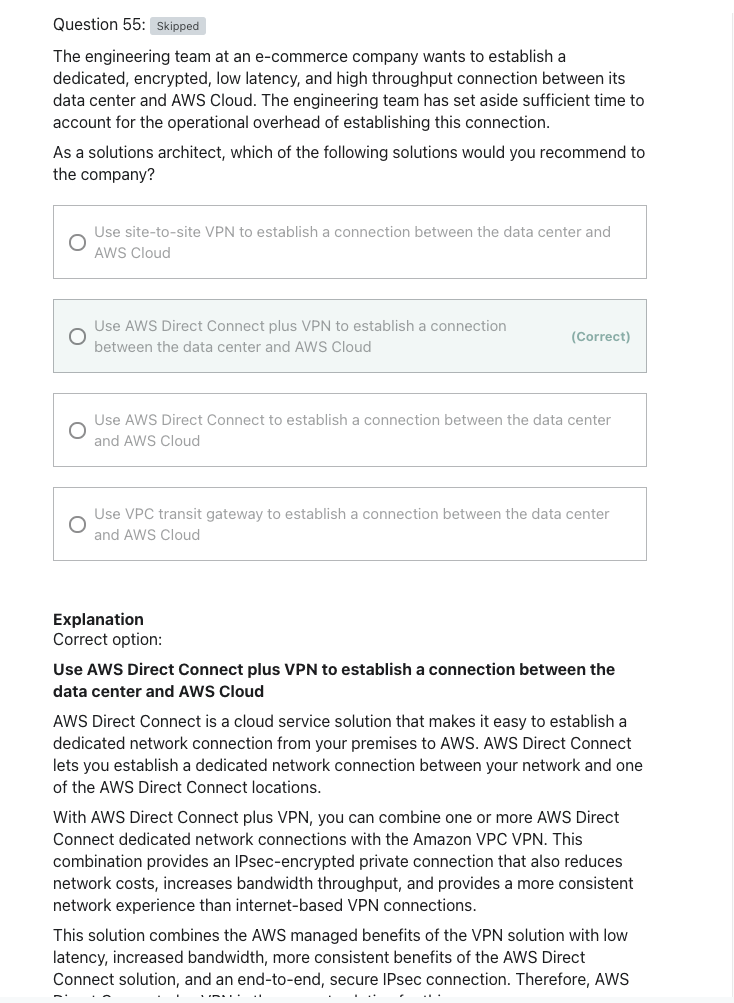 Question 55: Skipped
The engineering team at an e-commerce company wants to establish a
dedicated, encrypted, low latency, and high throughput connection between its
data center and AWS Cloud. The engineering team has set aside sufficient time to
account for the operational overhead of establishing this connection.
As a solutions architect, which of the following solutions would you recommend to
the company?
Use site-to-site VPN to establish a connection between the data center and
AWS Cloud
Use AWS Direct Connect plus VPN to establish a connection
between the data center and AWS Cloud
(Correct)
Use AWS Direct Connect to establish a connection between the data center
and AWS Cloud
Use VPC transit gateway to establish a connection between the data center
and AWS Cloud
Explanation
Correct option:
Use AWS Direct Connect plus VPN to establish a connection between the
data center and AWS Cloud
AWS Direct Connect is a cloud service solution that makes it easy to establish a
dedicated network connection from your premises to AWS. AWS Direct Connect
lets you establish a dedicated network connection between your network and one
of the AWS Direct Connect locations.
With AWS Direct Connect plus VPN, you can combine one or more AWS Direct
Connect dedicated network connections with the Amazon VPC VPN. This
combination provides an IPsec-encrypted private connection that also reduces
network costs, increases bandwidth throughput, and provides a more consistent
network experience than internet-based VPN connections.
This solution combines the AWS managed benefits of the VPN solution with low
latency, increased bandwidth, more consistent benefits of the AWS Direct
Connect solution, and an end-to-end, secure IPsec connection. Therefore, AWS